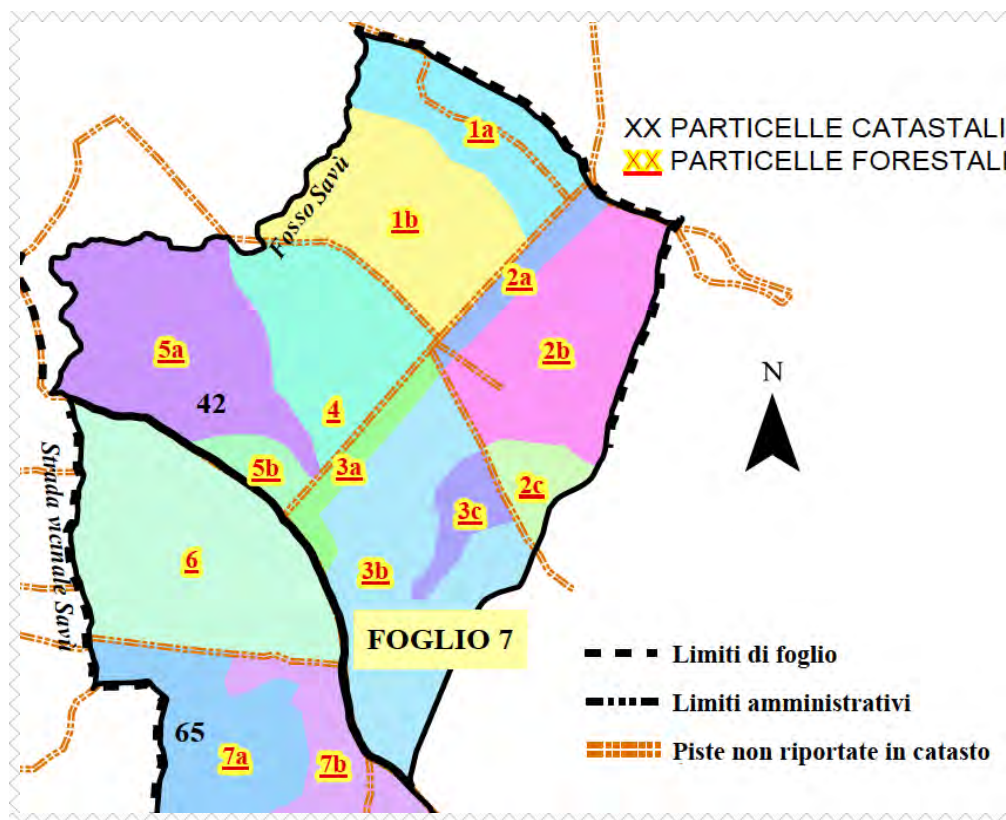 XX PARTICELLE CATASTALI
XX PARTICELLE FORESTALI
1a
Fosso Savù
1b
2a
5a
2b
42
4
N
5b
3a
2c
3c
Strada vicinale Savù
6
3b
FOGLIO 7
Limiti di foglio
Limiti amministrativi
65
7a
7b
Piste non riportate in catasto